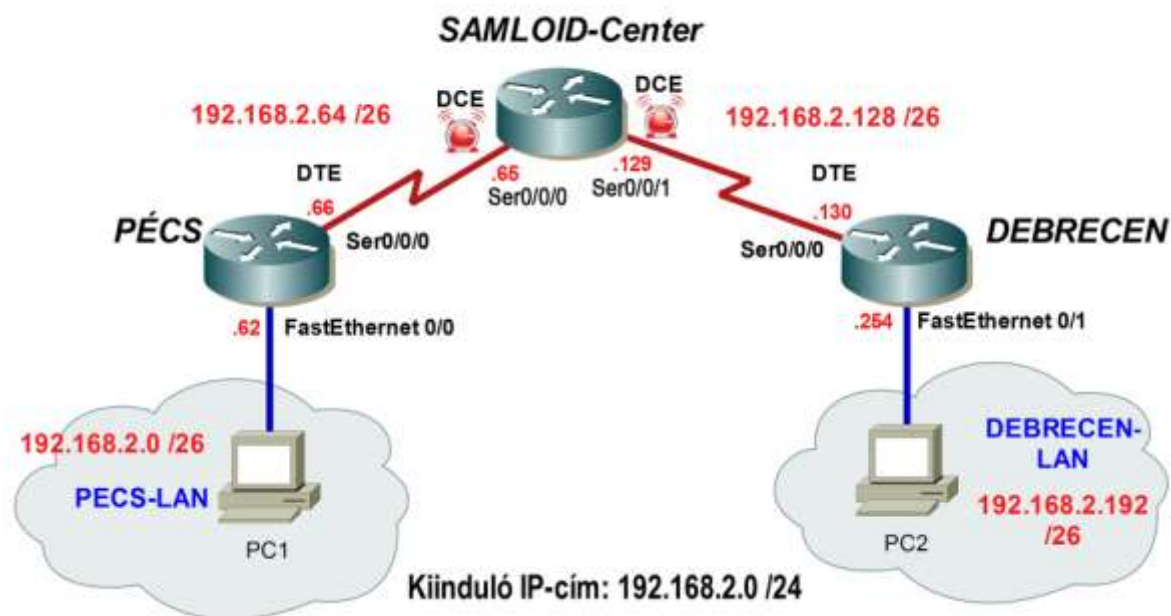 SAMLOID-Center
DCE
DCE
192.168.2.64 /26
192.168.2.128 /26
DTE
.65
.129
DTE
Ser0/0/0
Ser0/0/1
.66
.130
PÉCS
Ser0/0/0
Ser0/0/0
DEBRECEN
.62
FastEthernet 0/0
.254
FastEthernet 0/1
192.168.2.0 /26
PECS-LAN
PC1
DEBRECEN-
LAN
192.168.2.192
/26
PC2
Kiinduló IP-cím: 192.168.2.0 /24